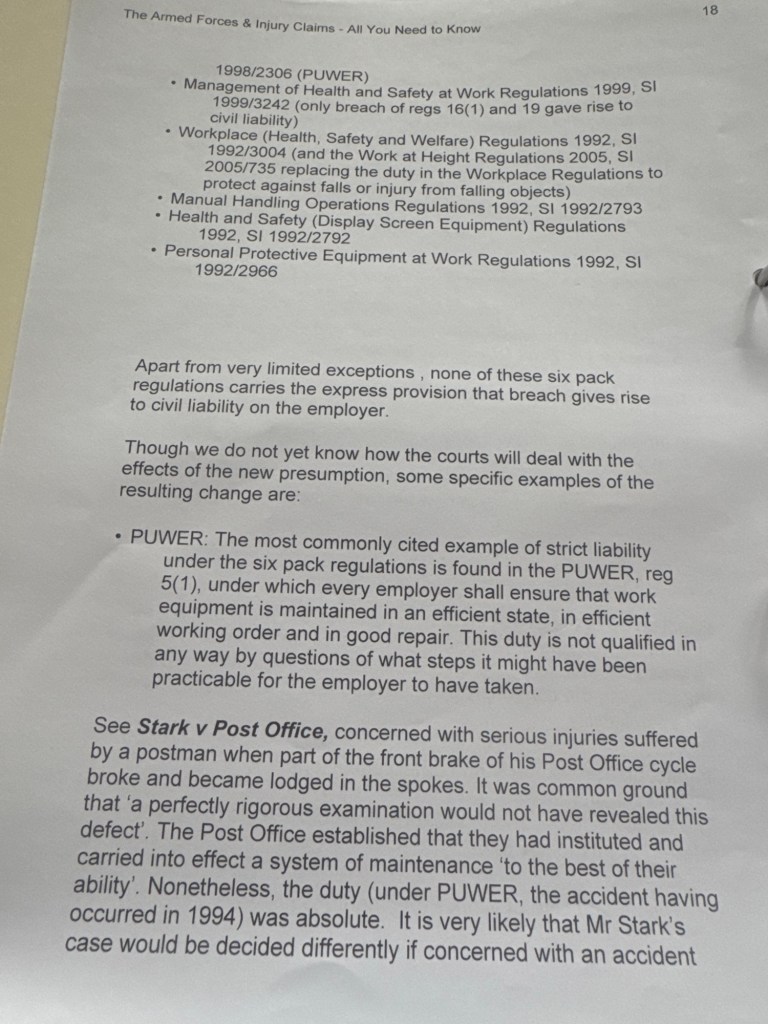 The Armed Forces & Injury Claims - All You Need to Know
18
1998/2306 (PUWER)
• Management of Health and Safety at Work Regulations 1999, SI
1999/3242 (only breach of regs 16(1) and 19 gave rise to
civil liability)
• Workplace (Health, Safety and Welfare) Regulations 1992, SI
1992/3004 (and the Work at Height Regulations 2005, SI
2005/735 replacing the duty in the Workplace Regulations to
protect against falls or injury from falling objects)
• Manual Handling Operations Regulations 1992, SI 1992/2793
• Health and Safety (Display Screen Equipment) Regulations
1992, SI 1992/2792
• Personal Protective Equipment at Work Regulations 1992, SI
1992/2966
Apart from very limited exceptions , none of these six pack
regulations carries the express provision that breach gives rise
to civil liability on the employer.
Though we do not yet know how the courts will deal with the
effects of the new presumption, some specific examples of the
resulting change are:
• PUWER: The most commonly cited example of strict liability
under the six pack regulations is found in the PUWER, reg
5(1), under which every employer shall ensure that work
equipment is maintained in an efficient state, in efficient
working order and in good repair. This duty is not qualified in
any way by questions of what steps it might have been
practicable for the employer to have taken.
See Stark v Post Office, concerned with serious injuries suffered
by a postman when part of the front brake of his Post Office cycle
broke and became lodged in the spokes. It was common ground
that 'a perfectly rigorous examination would not have revealed this
defect'. The Post Office established that they had instituted and
carried into effect a system of maintenance 'to the best of their
ability'. Nonetheless, the duty (under PUWER, the accident having
occurred in 1994) was absolute. It is very likely that Mr Stark's
case would be decided differently if concerned with an accident